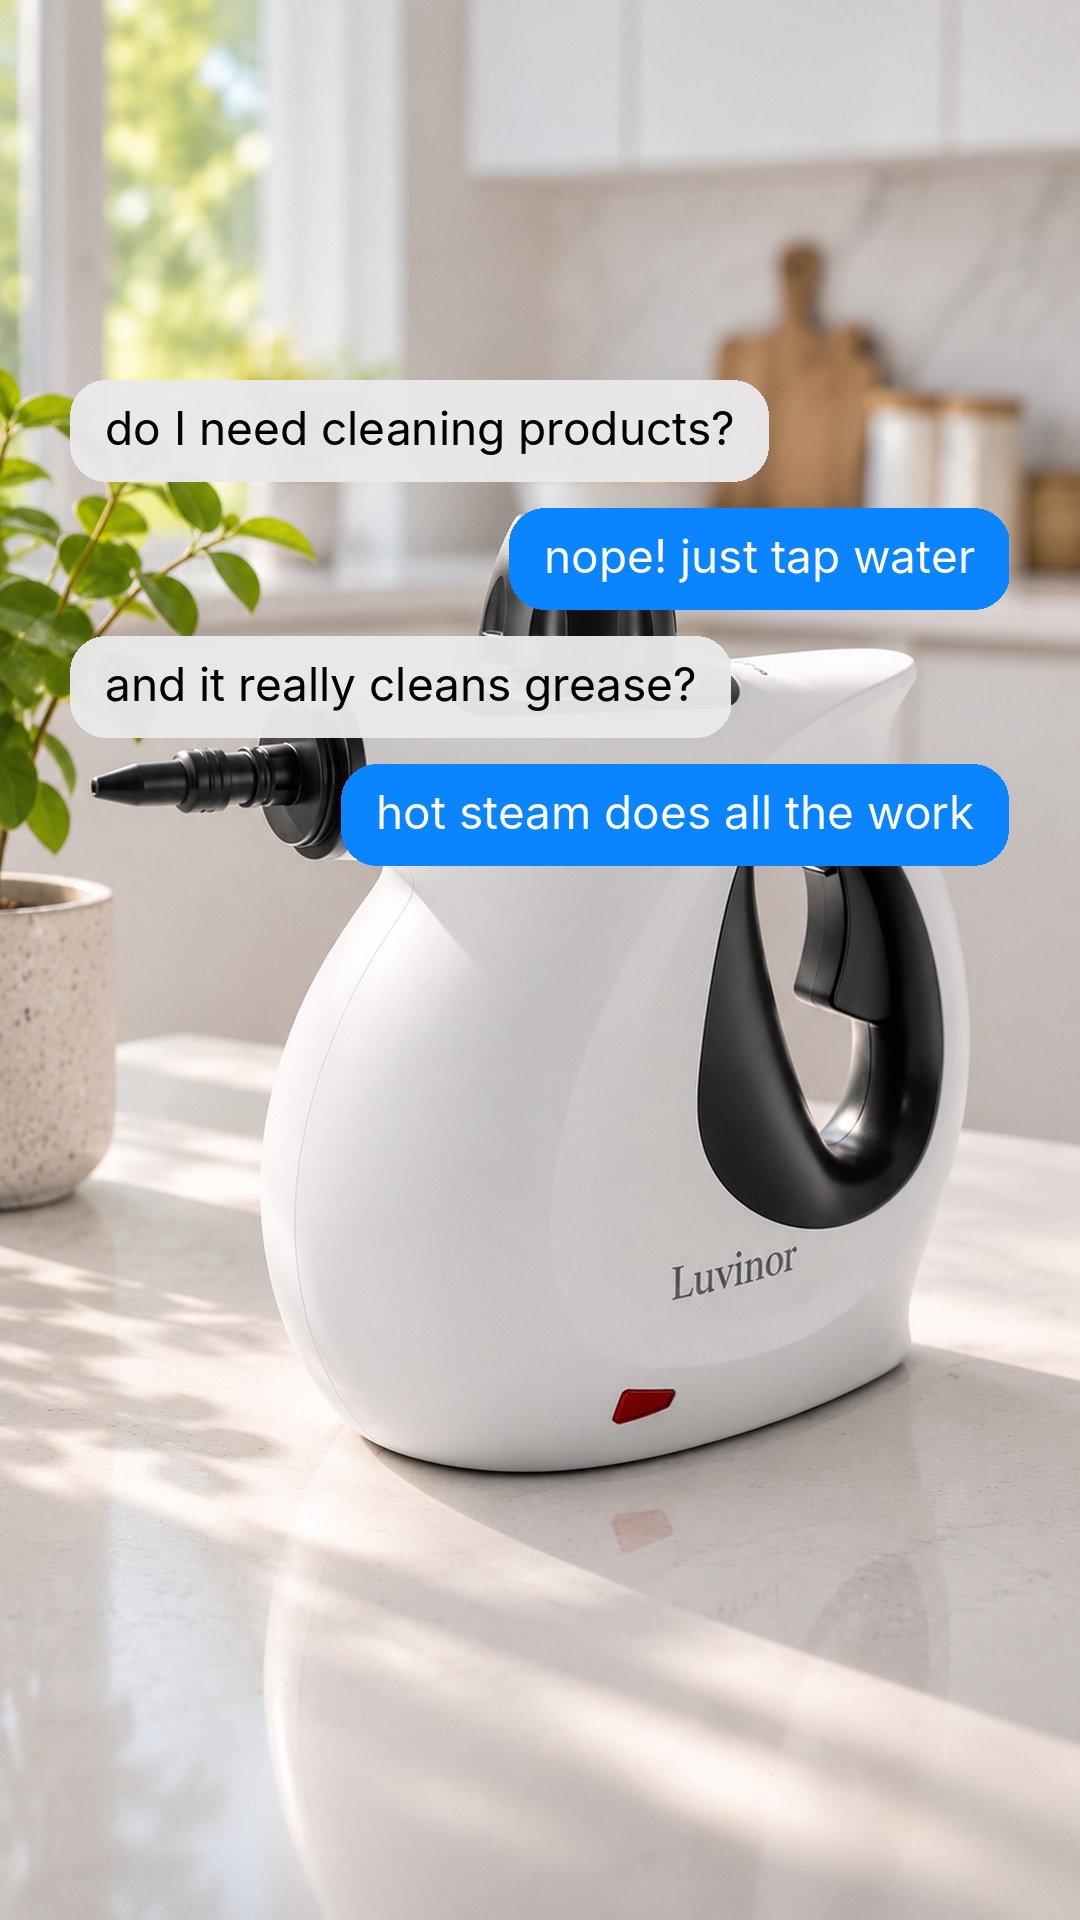 do I need cleaning products?
nope! just tap water
and it really cleans grease?
hot steam does all the work
Luvinor